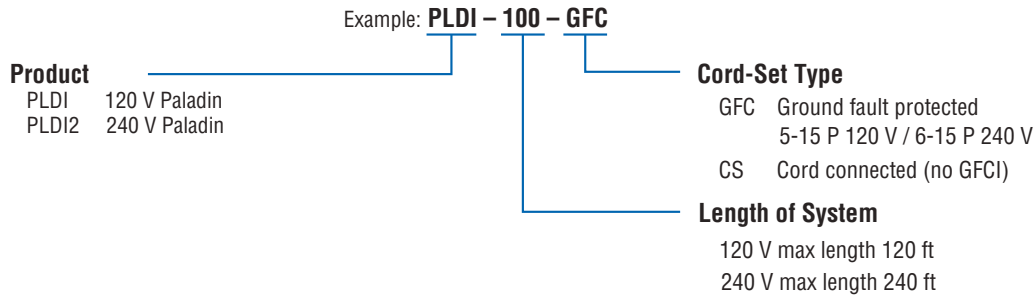 Example: PLDI – 100 – GFC
Product
PLDI 120 V Paladin
PLDI2 240 V Paladin
Cord-Set Type
GFC Ground fault protected
5-15 P 120 V / 6-15 P 240 V
CS Cord connected (no GFCI)
Length of System
120 V max length 120 ft
240 V max length 240 ft